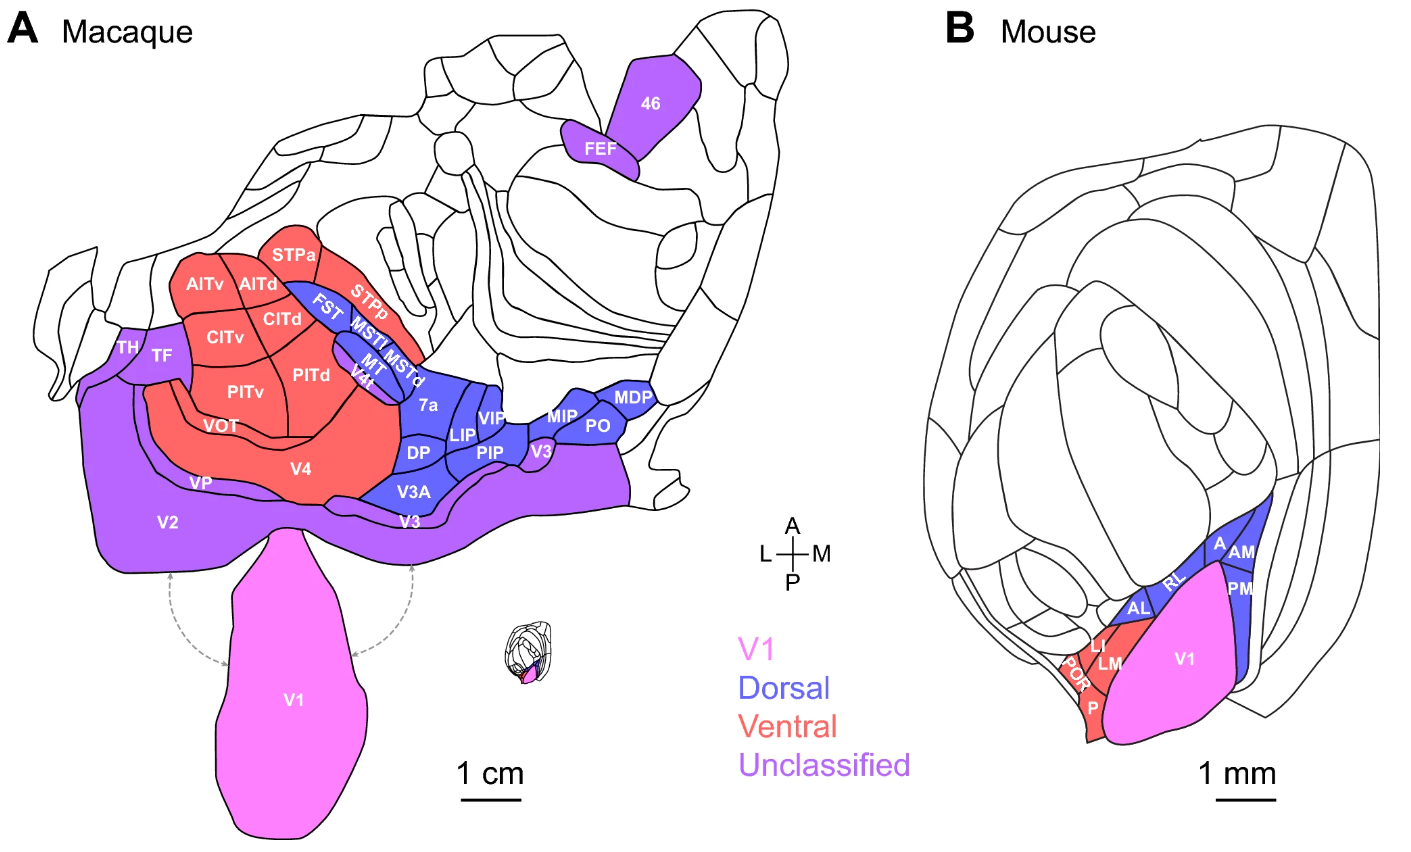 A Macaque
B Mouse
46
FEF
STPa
AITv
AITd
STPp
FST
CITd
CITv
MSTl
MSTd
TH
TF
MT
V4t
PITd
PITv
7a
MDP
VOT
VIP
MIP
PO
LIP
DP
PIP
V3
V4
VP
V3A
V2
V3
V1
A
L M
P
V1
Dorsal
Ventral
Unclassified
1 cm
A
AM
RL
PM
AL
LI
LM
POR
V1
P
1 mm